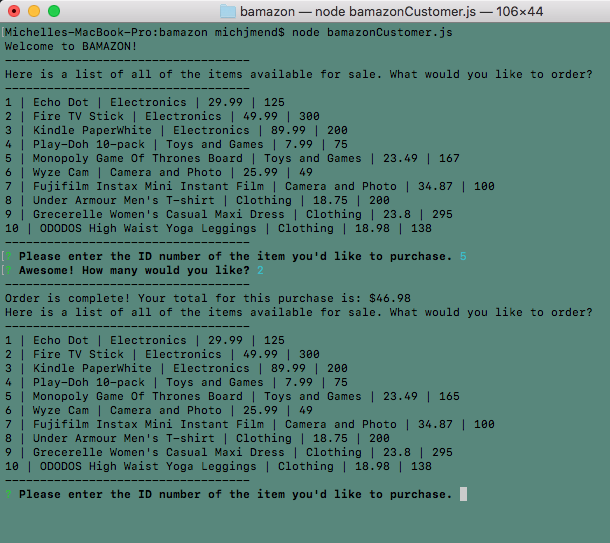 bamazon — node bamazonCustomer.js — 106×44
[Michelles-MacBook-Pro:bamazon michjmend$ node bamazonCustomer.js
Welcome to BAMAZON!
-----------------------------------
Here is a list of all of the items available for sale. What would you like to order?
-----------------------------------
1 | Echo Dot | Electronics | 29.99 | 125
2 | Fire TV Stick | Electronics | 49.99 | 300
3 | Kindle PaperWhite | Electronics | 89.99 | 200
4 | Play-Doh 10-pack | Toys and Games | 7.99 | 75
5 | Monopoly Game Of Thrones Board | Toys and Games | 23.49 | 167
6 | Wyze Cam | Camera and Photo | 25.99 | 49
7 | Fujifilm Instax Mini Instant Film | Camera and Photo | 34.87 | 100
8 | Under Armour Men's T-shirt | Clothing | 18.75 | 200
9 | Grecerelle Women's Casual Maxi Dress | Clothing | 23.8 | 295
10 | ODODOS High Waist Yoga Leggings | Clothing | 18.98 | 138
-----------------------------------
[? Please enter the ID number of the item you'd like to purchase. 5
[? Awesome! How many would you like? 2
-----------------------------------
Order is complete! Your total for this purchase is: $46.98
Here is a list of all of the items available for sale. What would you like to order?
-----------------------------------
1 | Echo Dot | Electronics | 29.99 | 125
2 | Fire TV Stick | Electronics | 49.99 | 300
3 | Kindle PaperWhite | Electronics | 89.99 | 200
4 | Play-Doh 10-pack | Toys and Games | 7.99 | 75
5 | Monopoly Game Of Thrones Board | Toys and Games | 23.49 | 165
6 | Wyze Cam | Camera and Photo | 25.99 | 49
7 | Fujifilm Instax Mini Instant Film | Camera and Photo | 34.87 | 100
8 | Under Armour Men's T-shirt | Clothing | 18.75 | 200
9 | Grecerelle Women's Casual Maxi Dress | Clothing | 23.8 | 295
10 | ODODOS High Waist Yoga Leggings | Clothing | 18.98 | 138
-----------------------------------
? Please enter the ID number of the item you'd like to purchase.